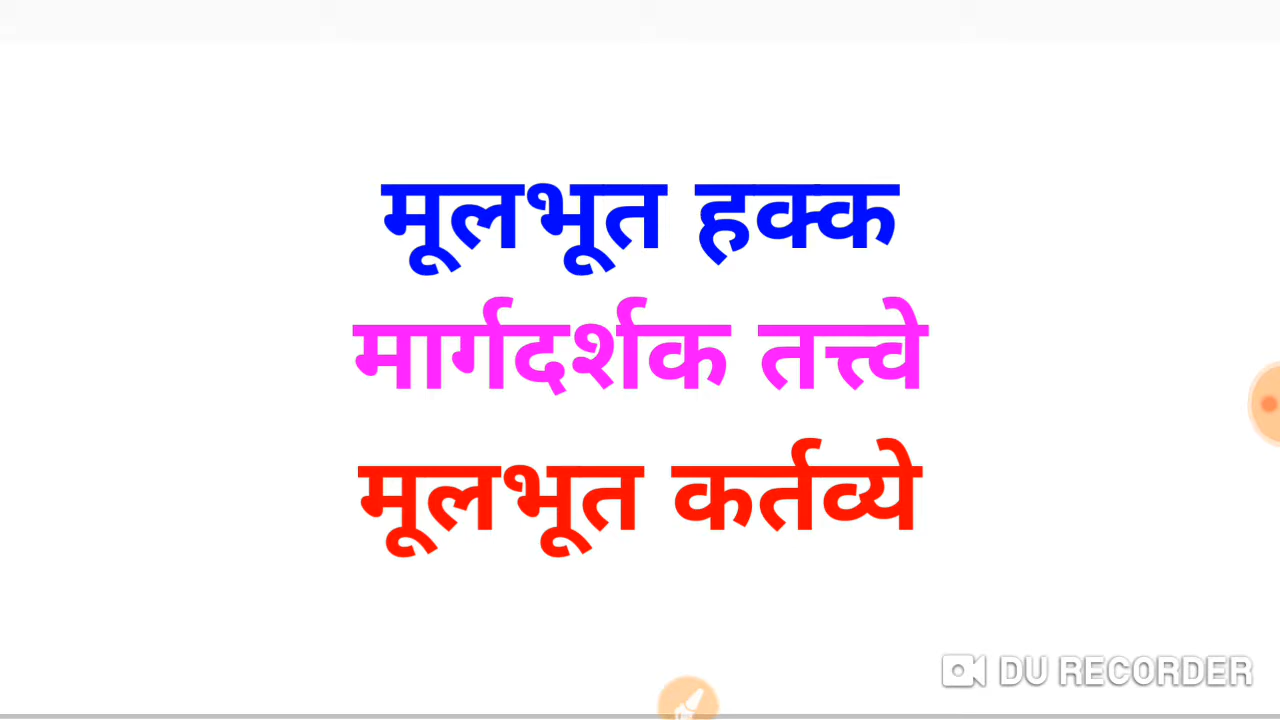 मूलभूत हक्क
मार्गदर्शक तत्त्वे
मूलभूत कर्तव्ये
DU RECORDER